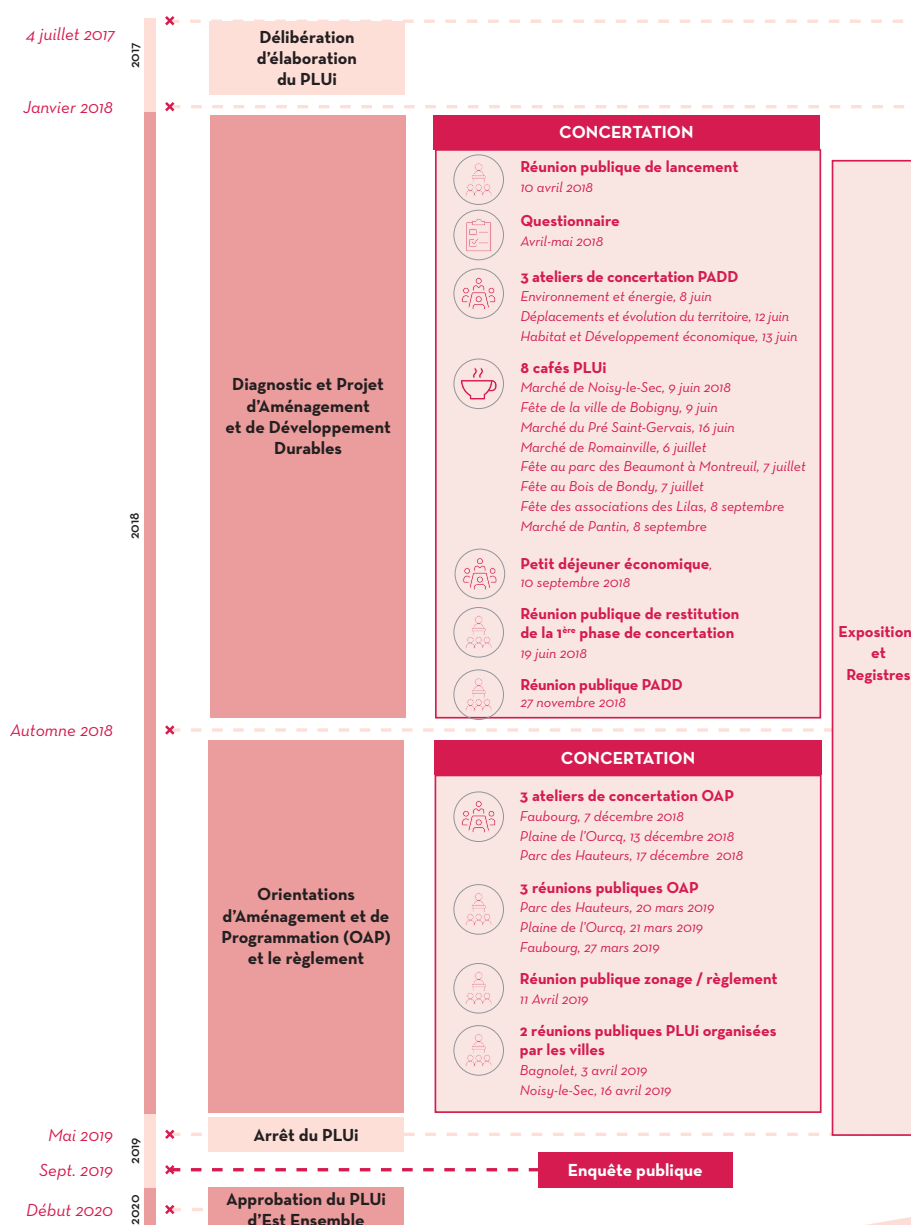 4 juillet 2017
2017
Délibération
d'élaboration
du PLUi
Janvier 2018
2018
Diagnostic et Projet
d'Aménagement
et de Développement
Durables
CONCERTATION
Réunion publique de lancement
10 avril 2018
Questionnaire
Avril-mai 2018
3 ateliers de concertation PADD
Environnement et énergie, 8 juin
Déplacements et évolution du territoire, 12 juin
Habitat et Développement économique, 13 juin
8 cafés PLUi
Marché de Noisy-le-Sec, 9 juin 2018
Fête de la ville de Bobigny, 9 juin
Marché du Pré Saint-Gervais, 16 juin
Marché de Romainville, 6 juillet
Fête au parc des Beaumont à Montreuil, 7 juillet
Fête au Bois de Bondy, 7 juillet
Fête des associations des Lilas, 8 septembre
Marché de Pantin, 8 septembre
Petit déjeuner économique,
10 septembre 2018
Réunion publique de restitution
de la 1ère phase de concertation
19 juin 2018
Réunion publique PADD
27 novembre 2018
Exposition
et
Registres
Automne 2018
Orientations
d'Aménagement et de
Programmation (OAP)
et le règlement
CONCERTATION
3 ateliers de concertation OAP
Faubourg, 7 décembre 2018
Plaine de l'Ourcq, 13 décembre 2018
Parc des Hauteurs, 17 décembre 2018
3 réunions publiques OAP
Parc des Hauteurs, 20 mars 2019
Plaine de l'Ourcq, 21 mars 2019
Faubourg, 27 mars 2019
Réunion publique zonage / règlement
11 Avril 2019
2 réunions publiques PLUi organisées
par les villes
Bagnolet, 3 avril 2019
Noisy-le-Sec, 16 avril 2019
Mai 2019
2019
Arrêt du PLUi
Sept. 2019
Enquête publique
Début 2020
2020
Approbation du PLUi
d'Est Ensemble